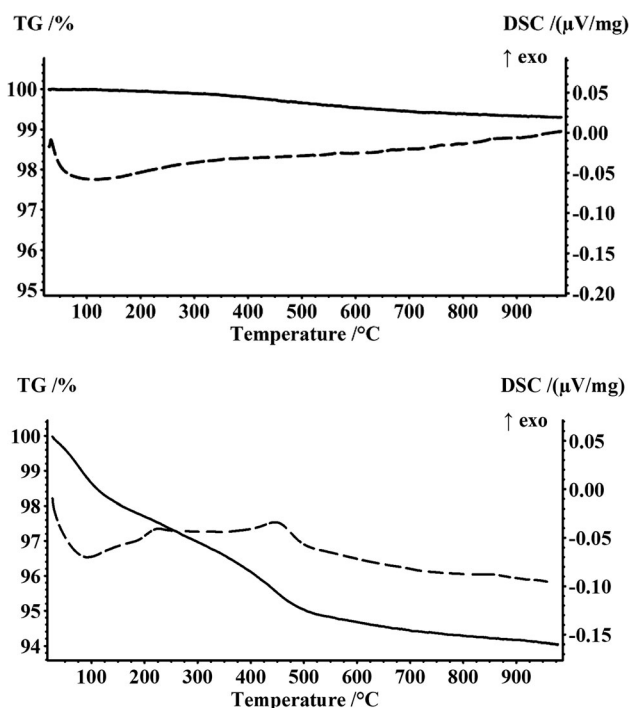 TG /% DSC /(μV/mg)
↑ exo
100 0.05
99 0.00
98 -0.05
97 -0.10
96 -0.15
95 -0.20
100 200 300 400 500 600 700 800 900
Temperature /°C
TG /% DSC /(μV/mg)
↑ exo
100 0.05
99 0.00
98 -0.05
97
96 -0.10
95 -0.15
94
100 200 300 400 500 600 700 800 900
Temperature /°C